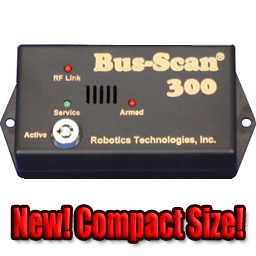 Bus-Scan®
300
RF Link
Service
Armed
Active
Robotics Technologies, Inc.
New! Compact Size!